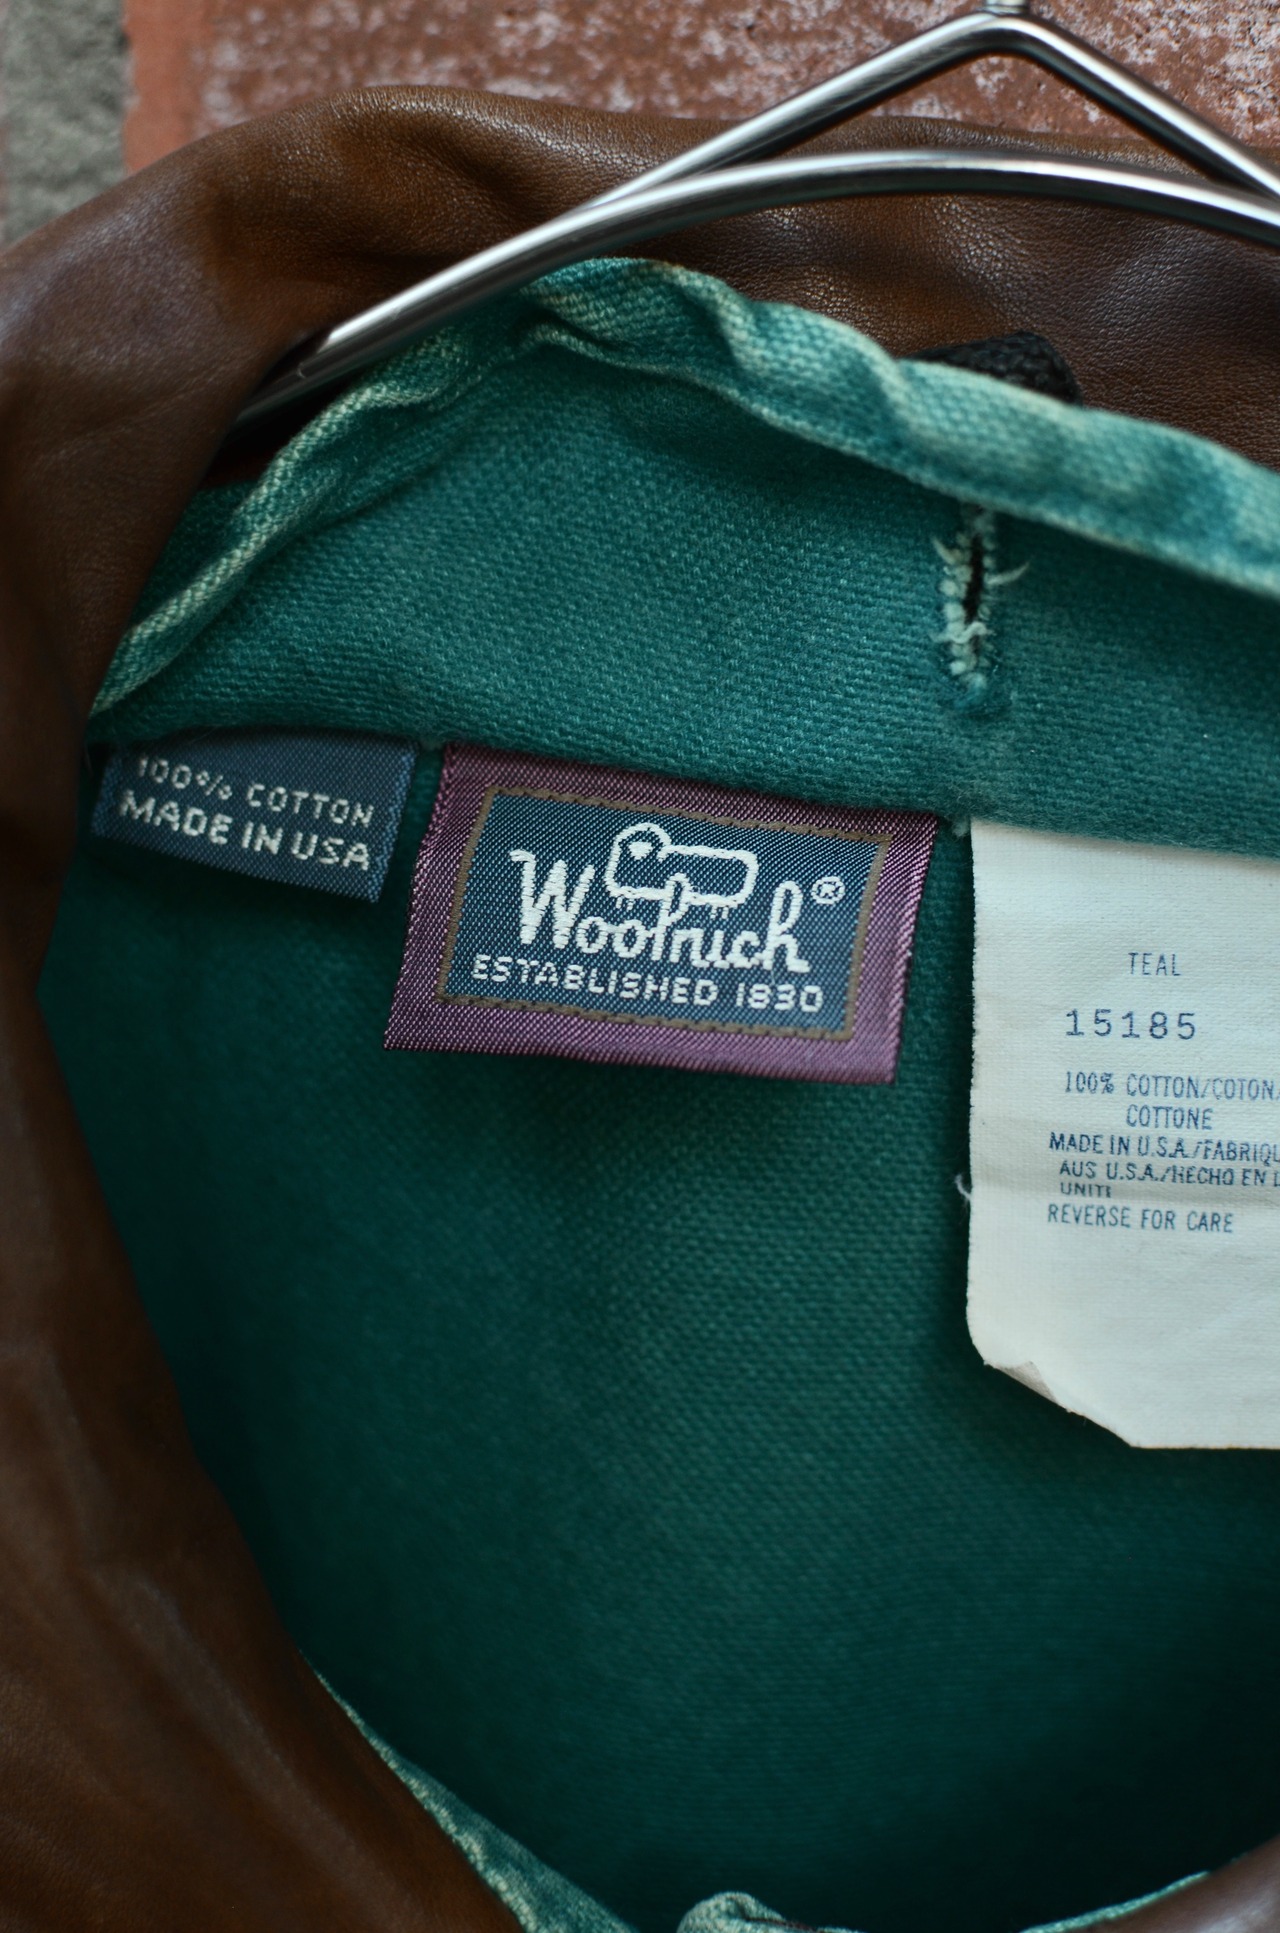 100% COTTON
MADE IN USA
Woolrich®
ESTABLISHED 1830
TEAL
15185
100% COTTON/COTON/
COTTONE
MADE IN U.S.A./FABRIQU
AUS U.S.A./HECHO EN
UNITI
REVERSE FOR CARE